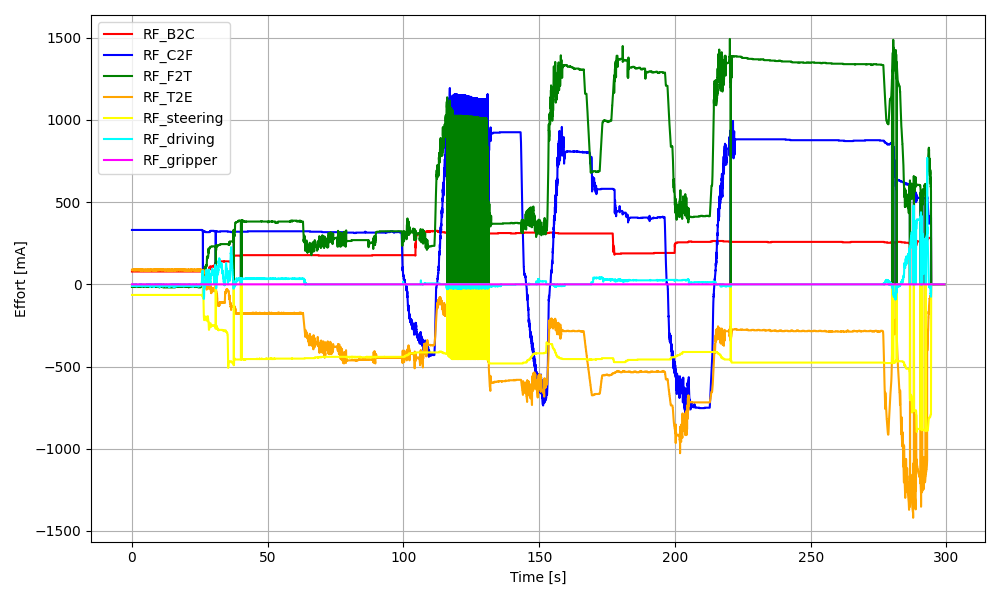 RF_B2C
RF_C2F
RF_F2T
RF_T2E
RF_steering
RF_driving
RF_gripper
1500
1000
500
0
−500
−1000
−1500
Effort [mA]
0 50 100 150 200 250 300
Time [s]